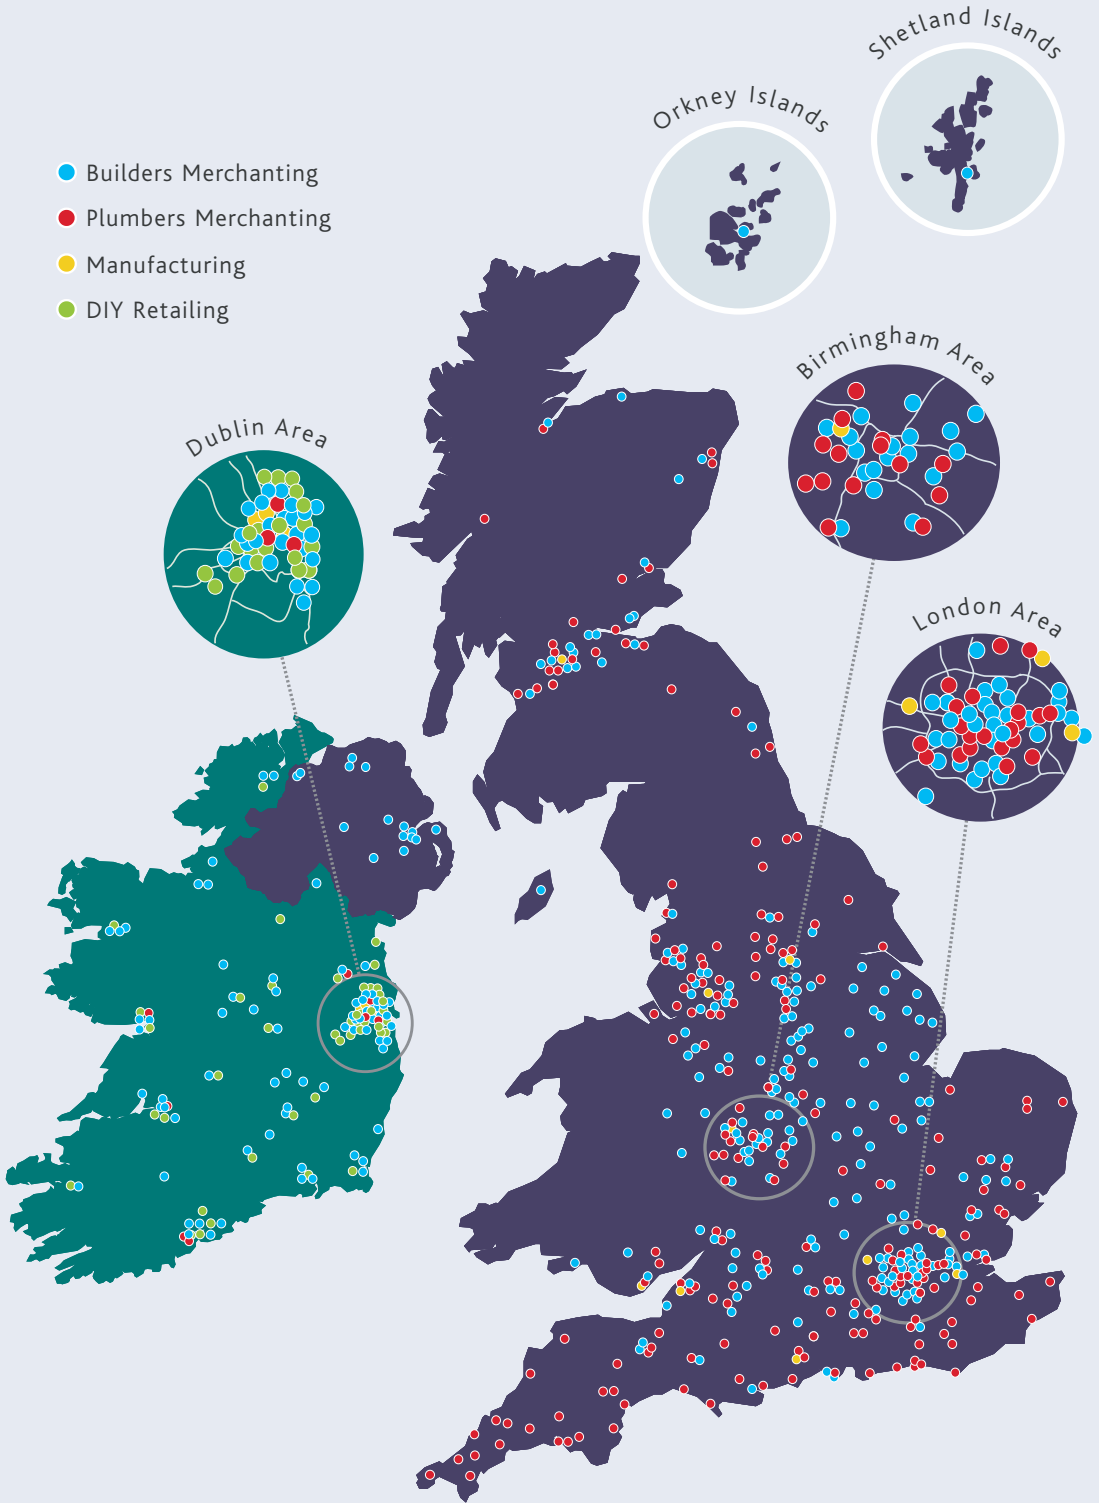 Shetland Islands
Orkney Islands
Builders Merchanting
Plumbers Merchanting
Manufacturing
DIY Retailing
Birmingham Area
Dublin Area
London Area